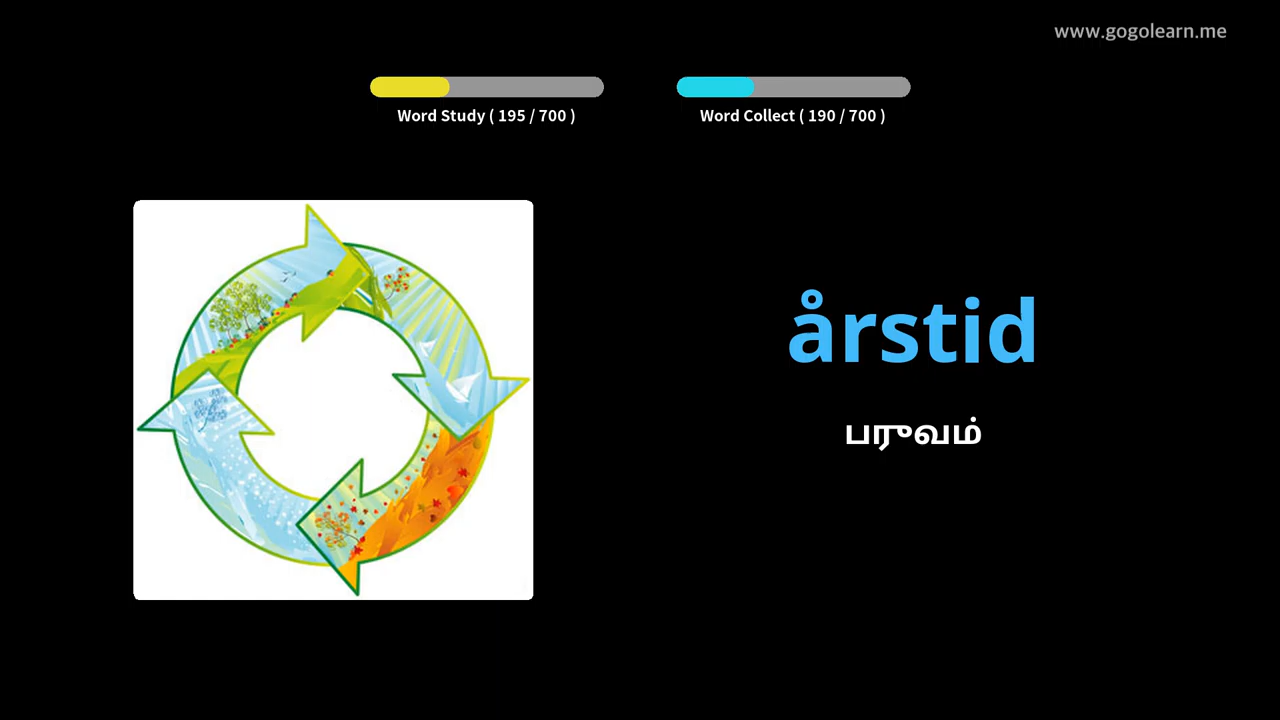 www.gogolearn.me
Word Study ( 195 / 700 )
Word Collect ( 190 / 700 )
årstid
பருவம்